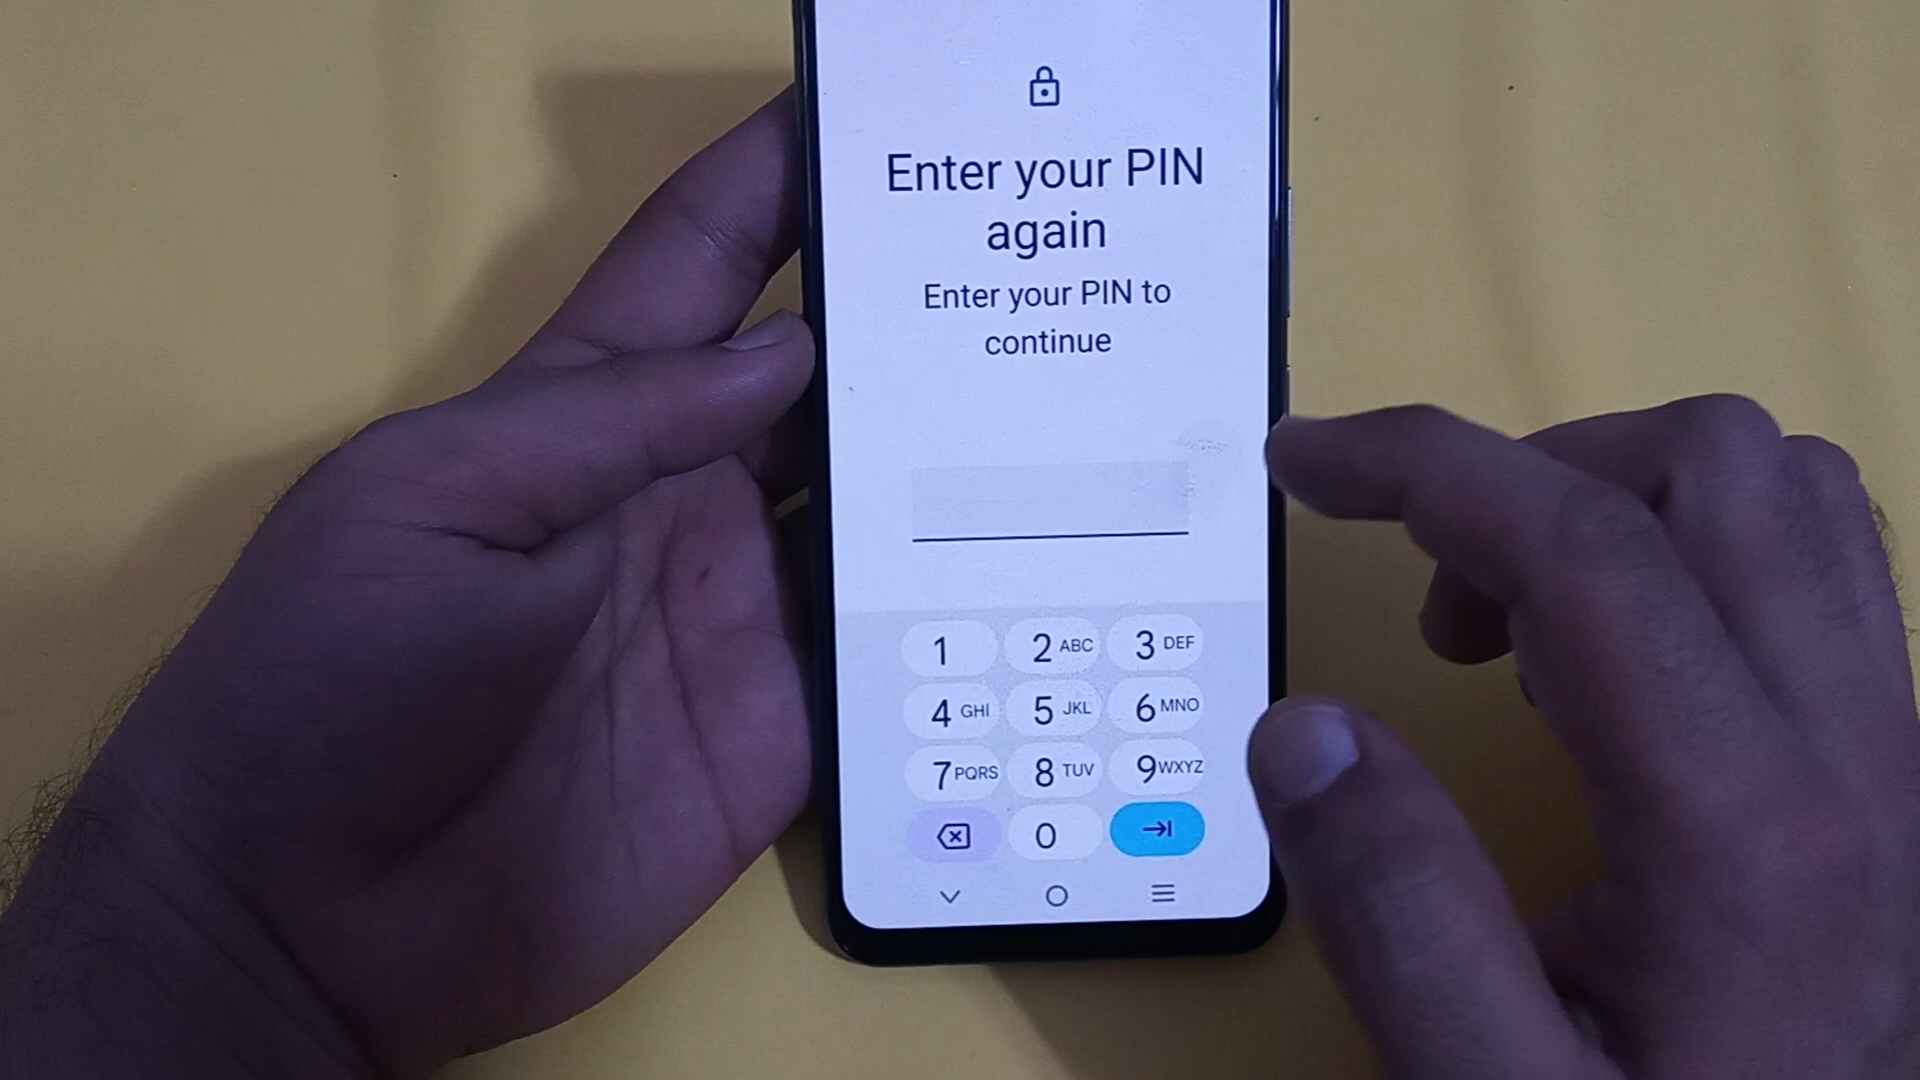 Enter your PIN
again
Enter your PIN to
continue
1 2 ABC 3 DEF
4 GHI 5 JKL 6 MNO
7 PQRS 8 TUV 9 WXYZ
0